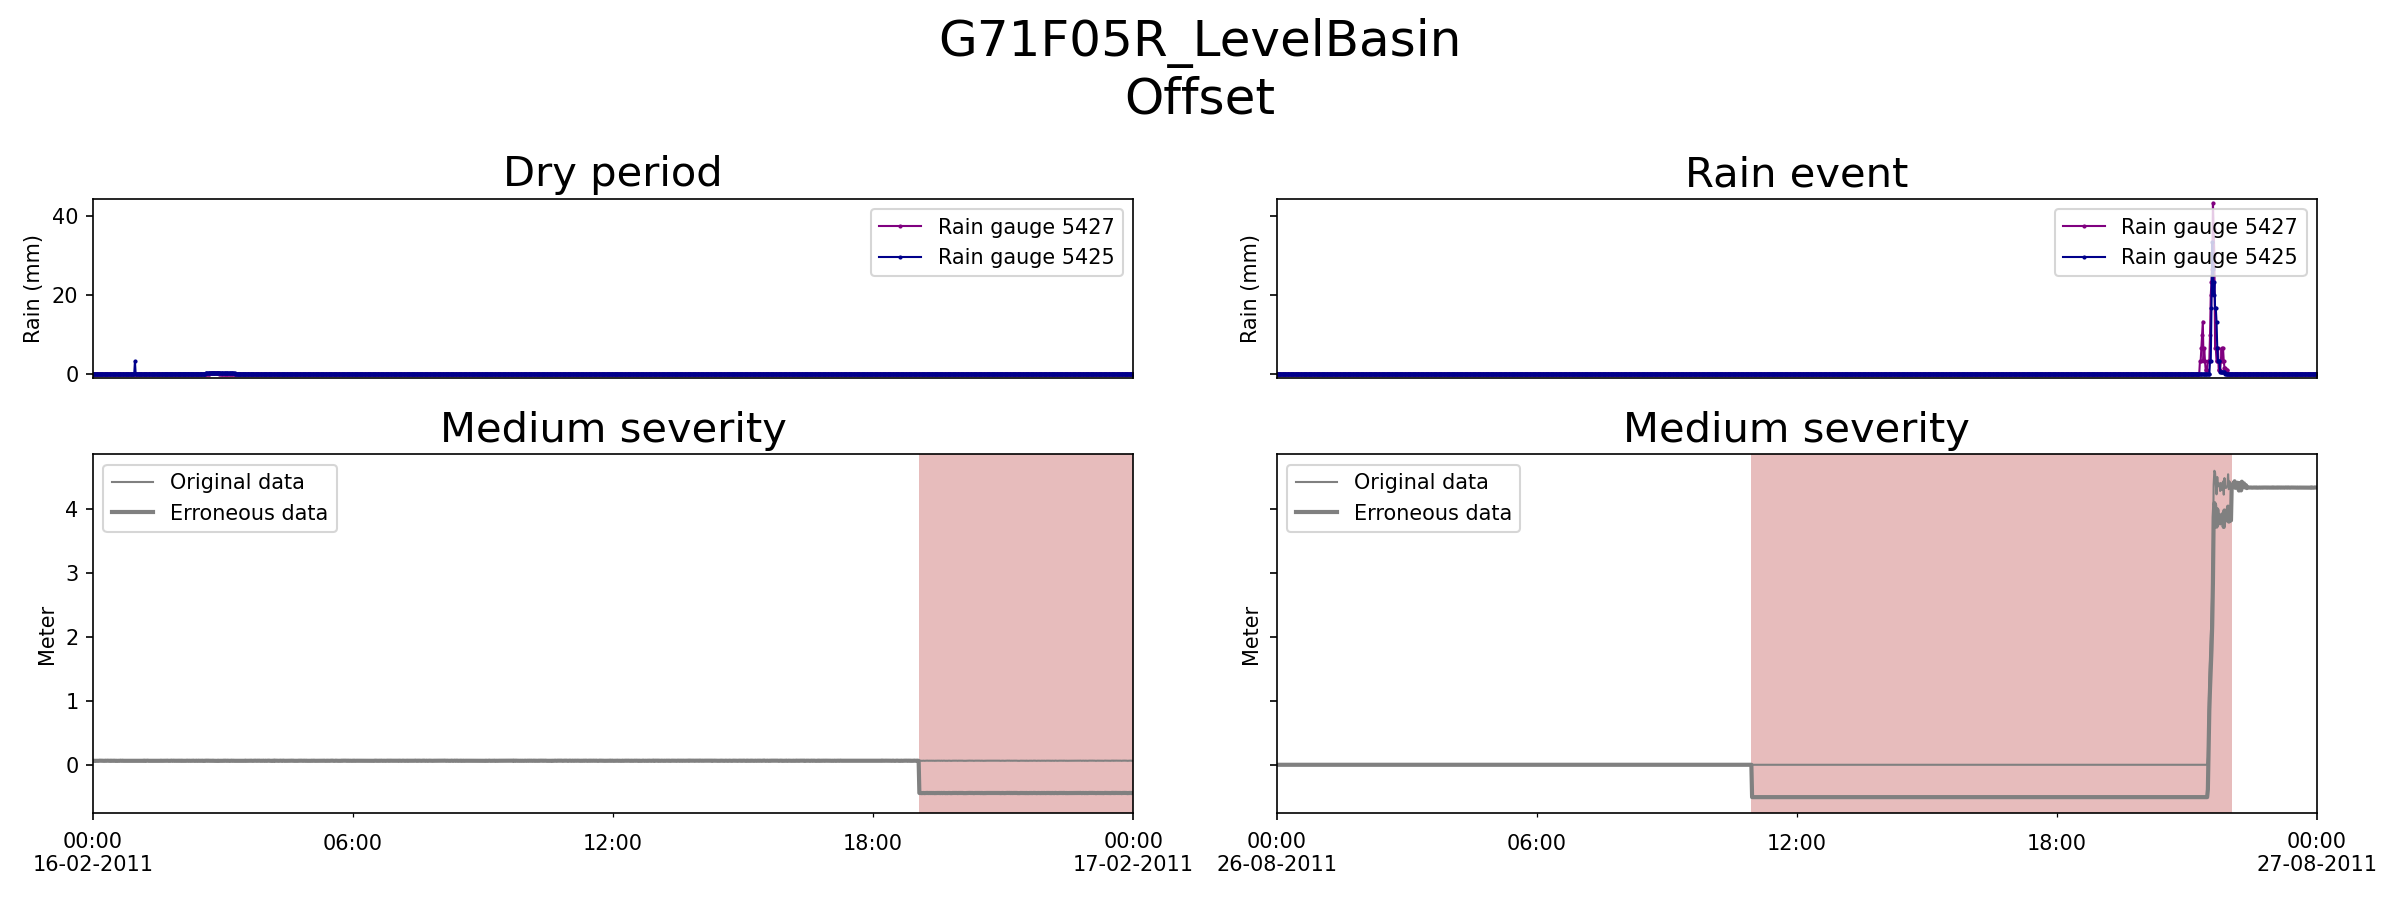 G71F05R_LevelBasin
Offset
Dry period
Rain event
40
20
0
Rain (mm)
Rain gauge 5427
Rain gauge 5425
Rain (mm)
Rain gauge 5427
Rain gauge 5425
Medium severity
Medium severity
4
3
2
1
0
Meter
Original data
Erroneous data
Meter
Original data
Erroneous data
00:00 06:00 12:00 18:00 00:00
16-02-2011 17-02-2011
00:00 06:00 12:00 18:00 00:00
26-08-2011 27-08-2011